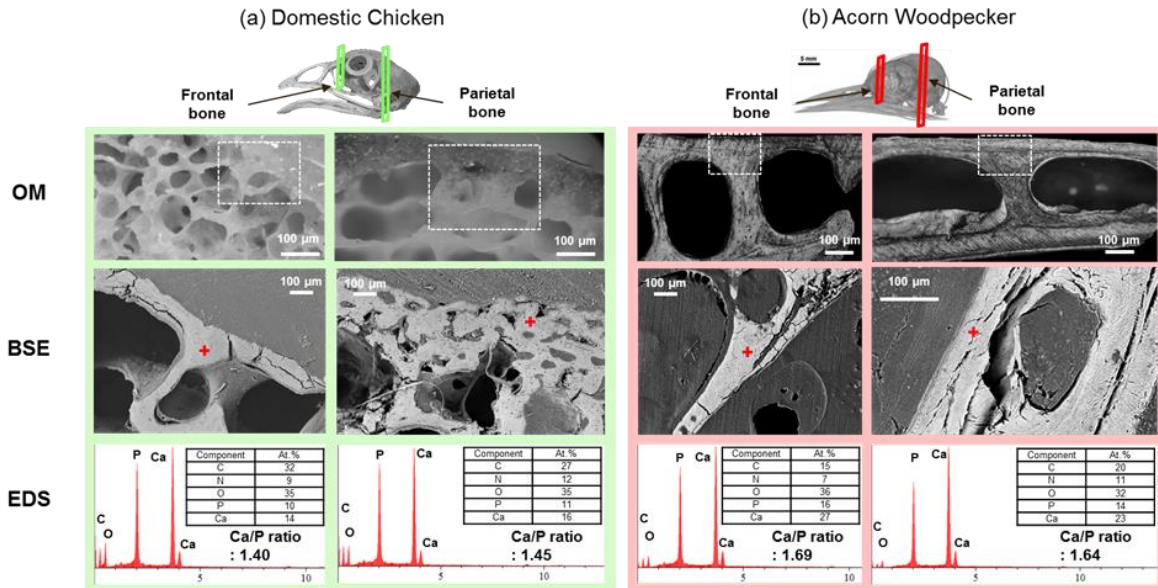 (a) Domestic Chicken
(b) Acorn Woodpecker
5 mm
Frontal bone
Parietal bone
Frontal bone
Parietal bone
OM
100 µm
100 µm
100 µm
100 µm
BSE
100 µm
100 µm
100 µm
100 µm
EDS
P
Ca
C
O
Ca
Component At.%
C 32
N 9
O 35
P 10
Ca 14
Ca/P ratio
: 1.40
5
10
P
Ca
C
O
Ca
Component At.%
C 27
N 12
O 35
P 11
Ca 16
Ca/P ratio
: 1.45
5
10
P
Ca
C
O
Ca
Component At.%
C 15
N 7
O 36
P 16
Ca 27
Ca/P ratio
: 1.69
5
10
P
Ca
C
O
Ca
Component At.%
C 20
N 11
O 32
P 14
Ca 23
Ca/P ratio
: 1.64
5
10